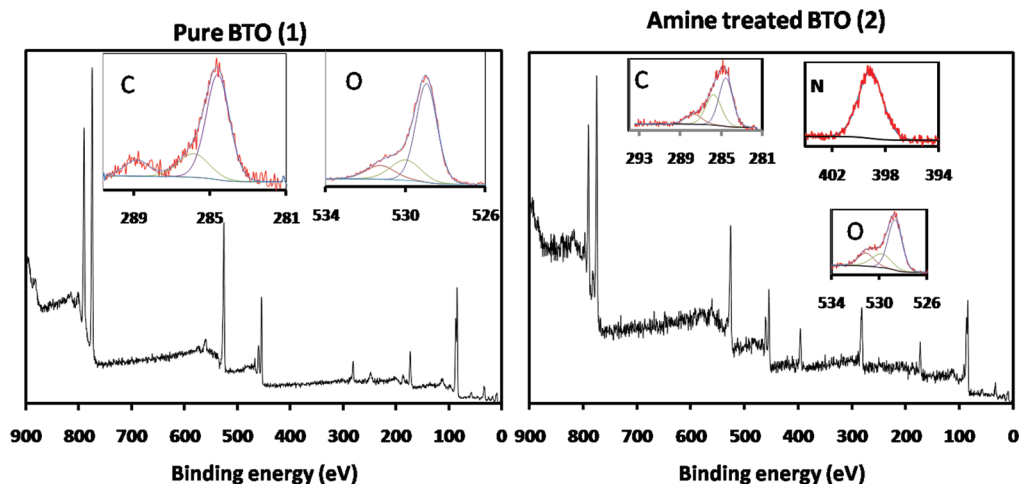 Pure BTO (1)
Amine treated BTO (2)
C
289 285 281
O
534 530 526
900 800 700 600 500 400 300 200 100 0
Binding energy (eV)
C
293 289 285 281
N
402 398 394
O
534 530 526
900 800 700 600 500 400 300 200 100 0
Binding energy (eV)